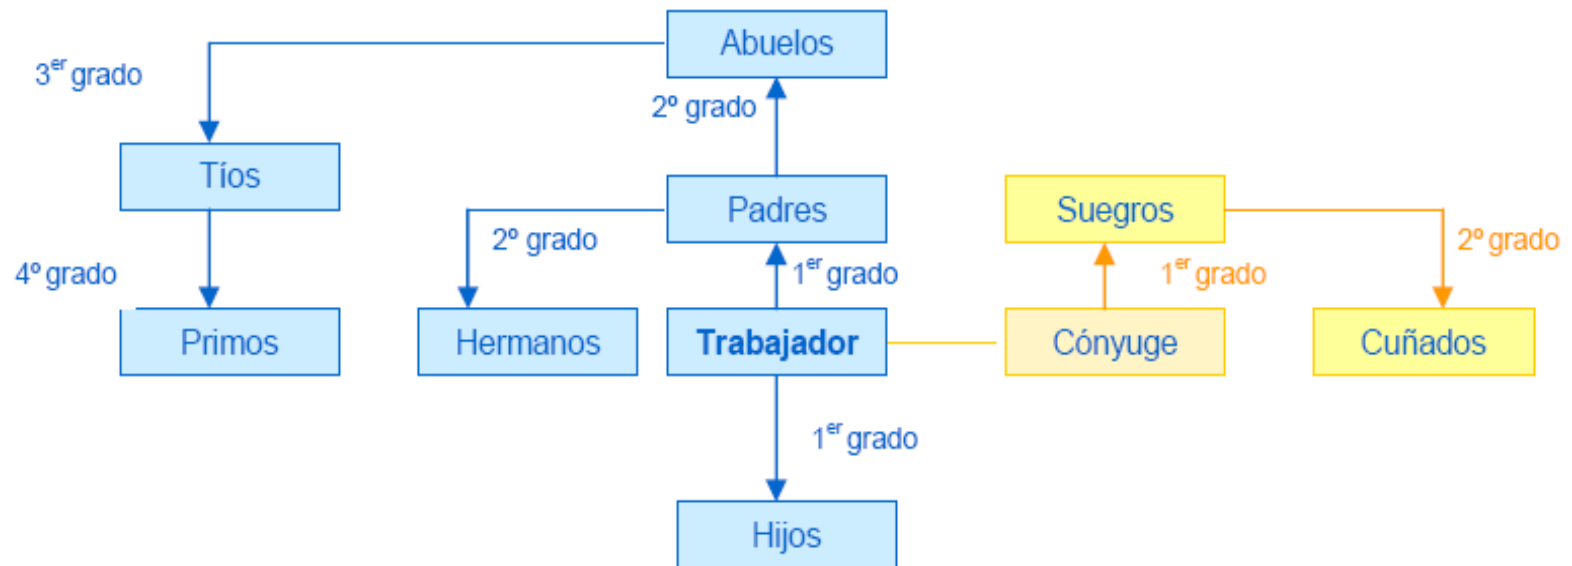 Abuelos
3er grado
2º grado
Tíos
Padres
Suegros
2º grado
2º grado
4º grado
1er grado
1er grado
Primos
Hermanos
Trabajador
Cónyuge
Cuñados
1er grado
Hijos